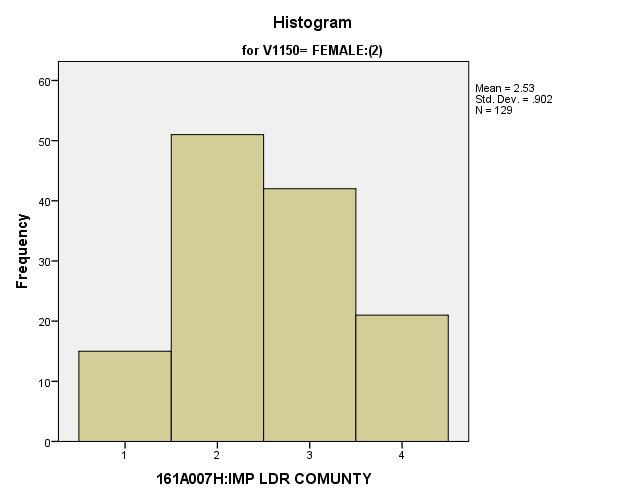 Histogram
for V1150= FEMALE:(2)
Mean = 2.53
Std. Dev. = .902
N = 129
Frequency
60
50
40
30
20
10
0
1 2 3 4
161A007H:IMP LDR COMUNTY